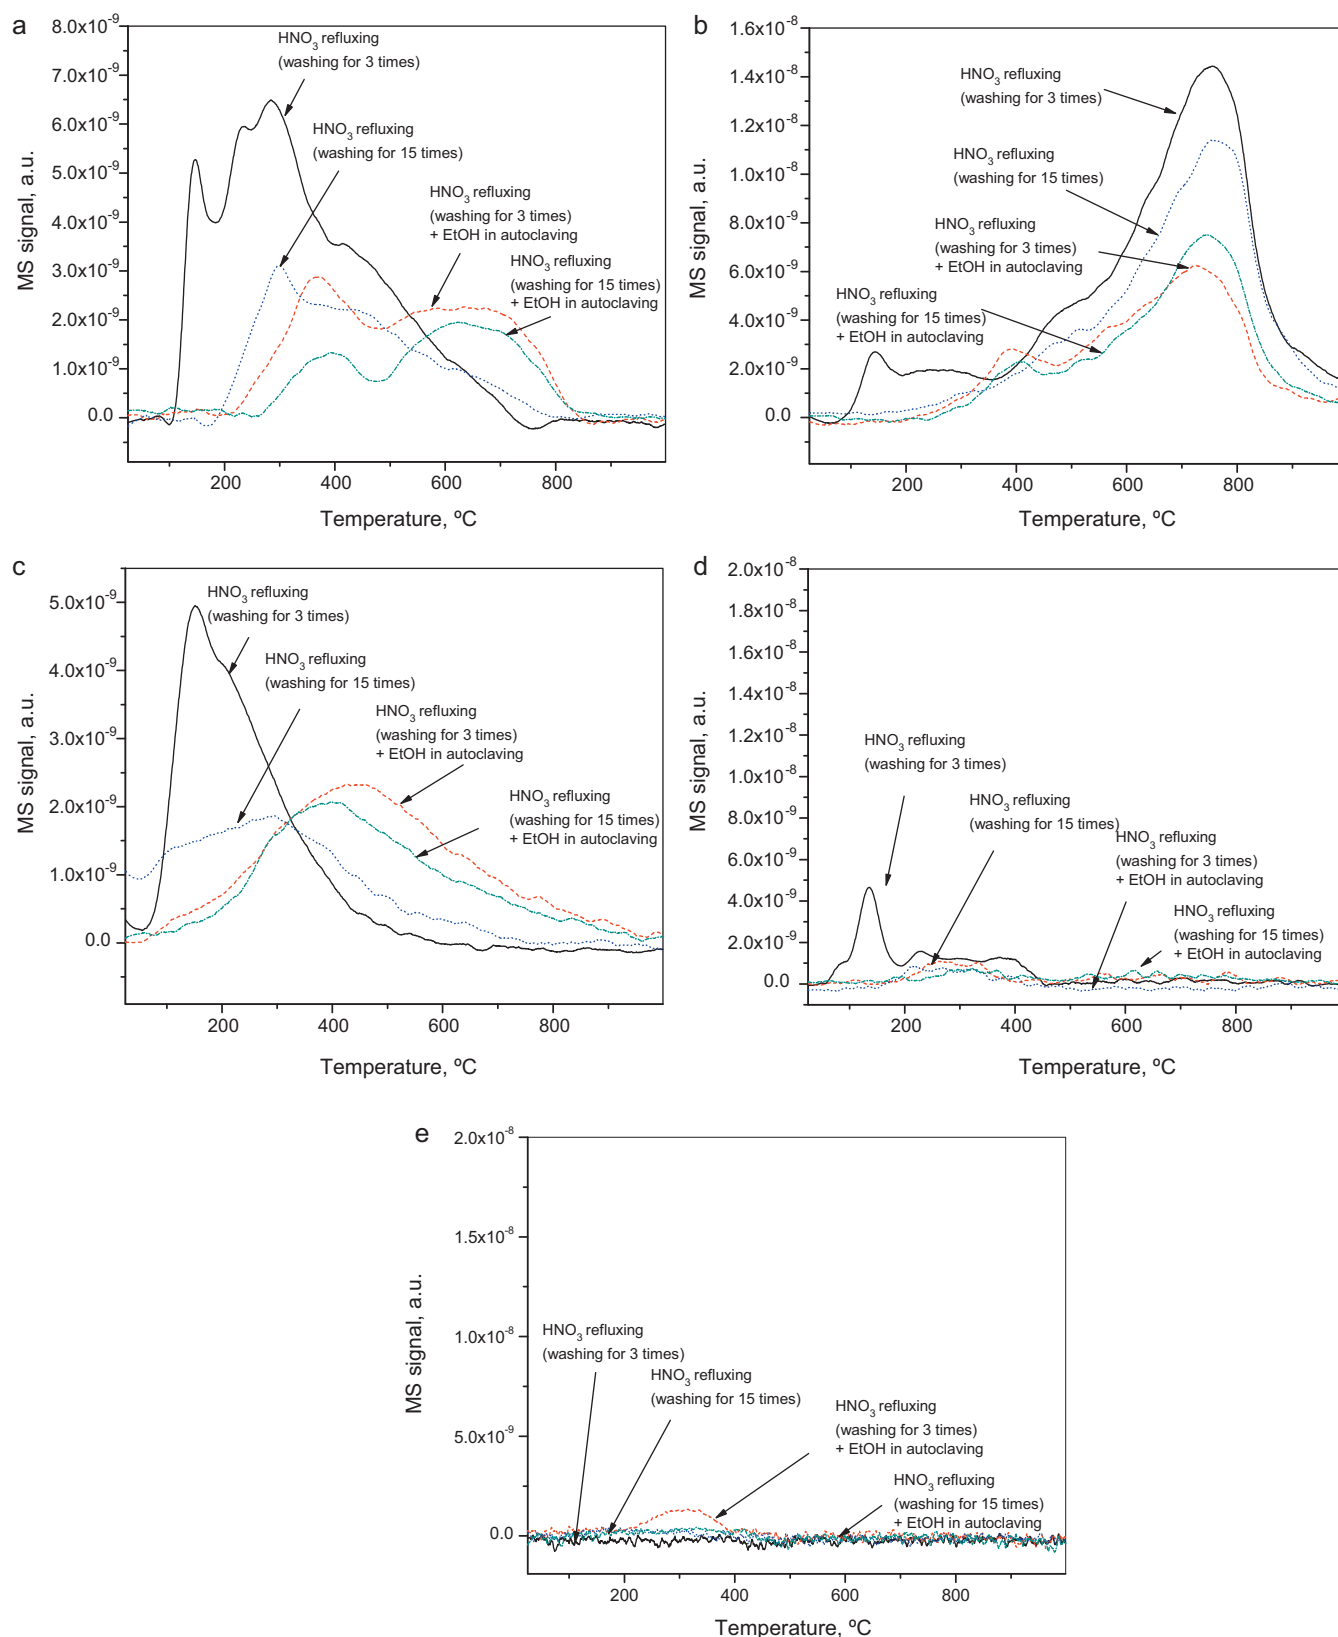 a
8.0x10⁻⁹
7.0x10⁻⁹
6.0x10⁻⁹
5.0x10⁻⁹
4.0x10⁻⁹
3.0x10⁻⁹
2.0x10⁻⁹
1.0x10⁻⁹
0.0
MS signal, a.u.
HNO₃ refluxing
(washing for 3 times)
HNO₃ refluxing
(washing for 15 times)
HNO₃ refluxing
(washing for 3 times)
+ EtOH in autoclaving
HNO₃ refluxing
(washing for 15 times)
+ EtOH in autoclaving
200 400 600 800
Temperature, ºC
b
1.6x10⁻⁸
1.4x10⁻⁸
1.2x10⁻⁸
1.0x10⁻⁸
8.0x10⁻⁹
6.0x10⁻⁹
4.0x10⁻⁹
2.0x10⁻⁹
0.0
MS signal, a.u.
HNO₃ refluxing
(washing for 3 times)
HNO₃ refluxing
(washing for 15 times)
HNO₃ refluxing
(washing for 3 times)
+ EtOH in autoclaving
HNO₃ refluxing
(washing for 15 times)
+ EtOH in autoclaving
200 400 600 800
Temperature, ºC
c
5.0x10⁻⁹
4.0x10⁻⁹
3.0x10⁻⁹
2.0x10⁻⁹
1.0x10⁻⁹
0.0
MS signal, a.u.
HNO₃ refluxing
(washing for 3 times)
HNO₃ refluxing
(washing for 15 times)
HNO₃ refluxing
(washing for 3 times)
+ EtOH in autoclaving
HNO₃ refluxing
(washing for 15 times)
+ EtOH in autoclaving
200 400 600 800
Temperature, ºC
d
2.0x10⁻⁸
1.8x10⁻⁸
1.6x10⁻⁸
1.4x10⁻⁸
1.2x10⁻⁸
1.0x10⁻⁸
8.0x10⁻⁹
6.0x10⁻⁹
4.0x10⁻⁹
2.0x10⁻⁹
0.0
MS signal, a.u.
HNO₃ refluxing
(washing for 3 times)
HNO₃ refluxing
(washing for 15 times)
HNO₃ refluxing
(washing for 3 times)
+ EtOH in autoclaving
HNO₃ refluxing
(washing for 15 times)
+ EtOH in autoclaving
200 400 600 800
Temperature, ºC
e
2.0x10⁻⁸
1.5x10⁻⁸
1.0x10⁻⁸
5.0x10⁻⁹
0.0
MS signal, a.u.
HNO₃ refluxing
(washing for 3 times)
HNO₃ refluxing
(washing for 15 times)
HNO₃ refluxing
(washing for 3 times)
+ EtOH in autoclaving
HNO₃ refluxing
(washing for 15 times)
+ EtOH in autoclaving
200 400 600 800
Temperature, ºC